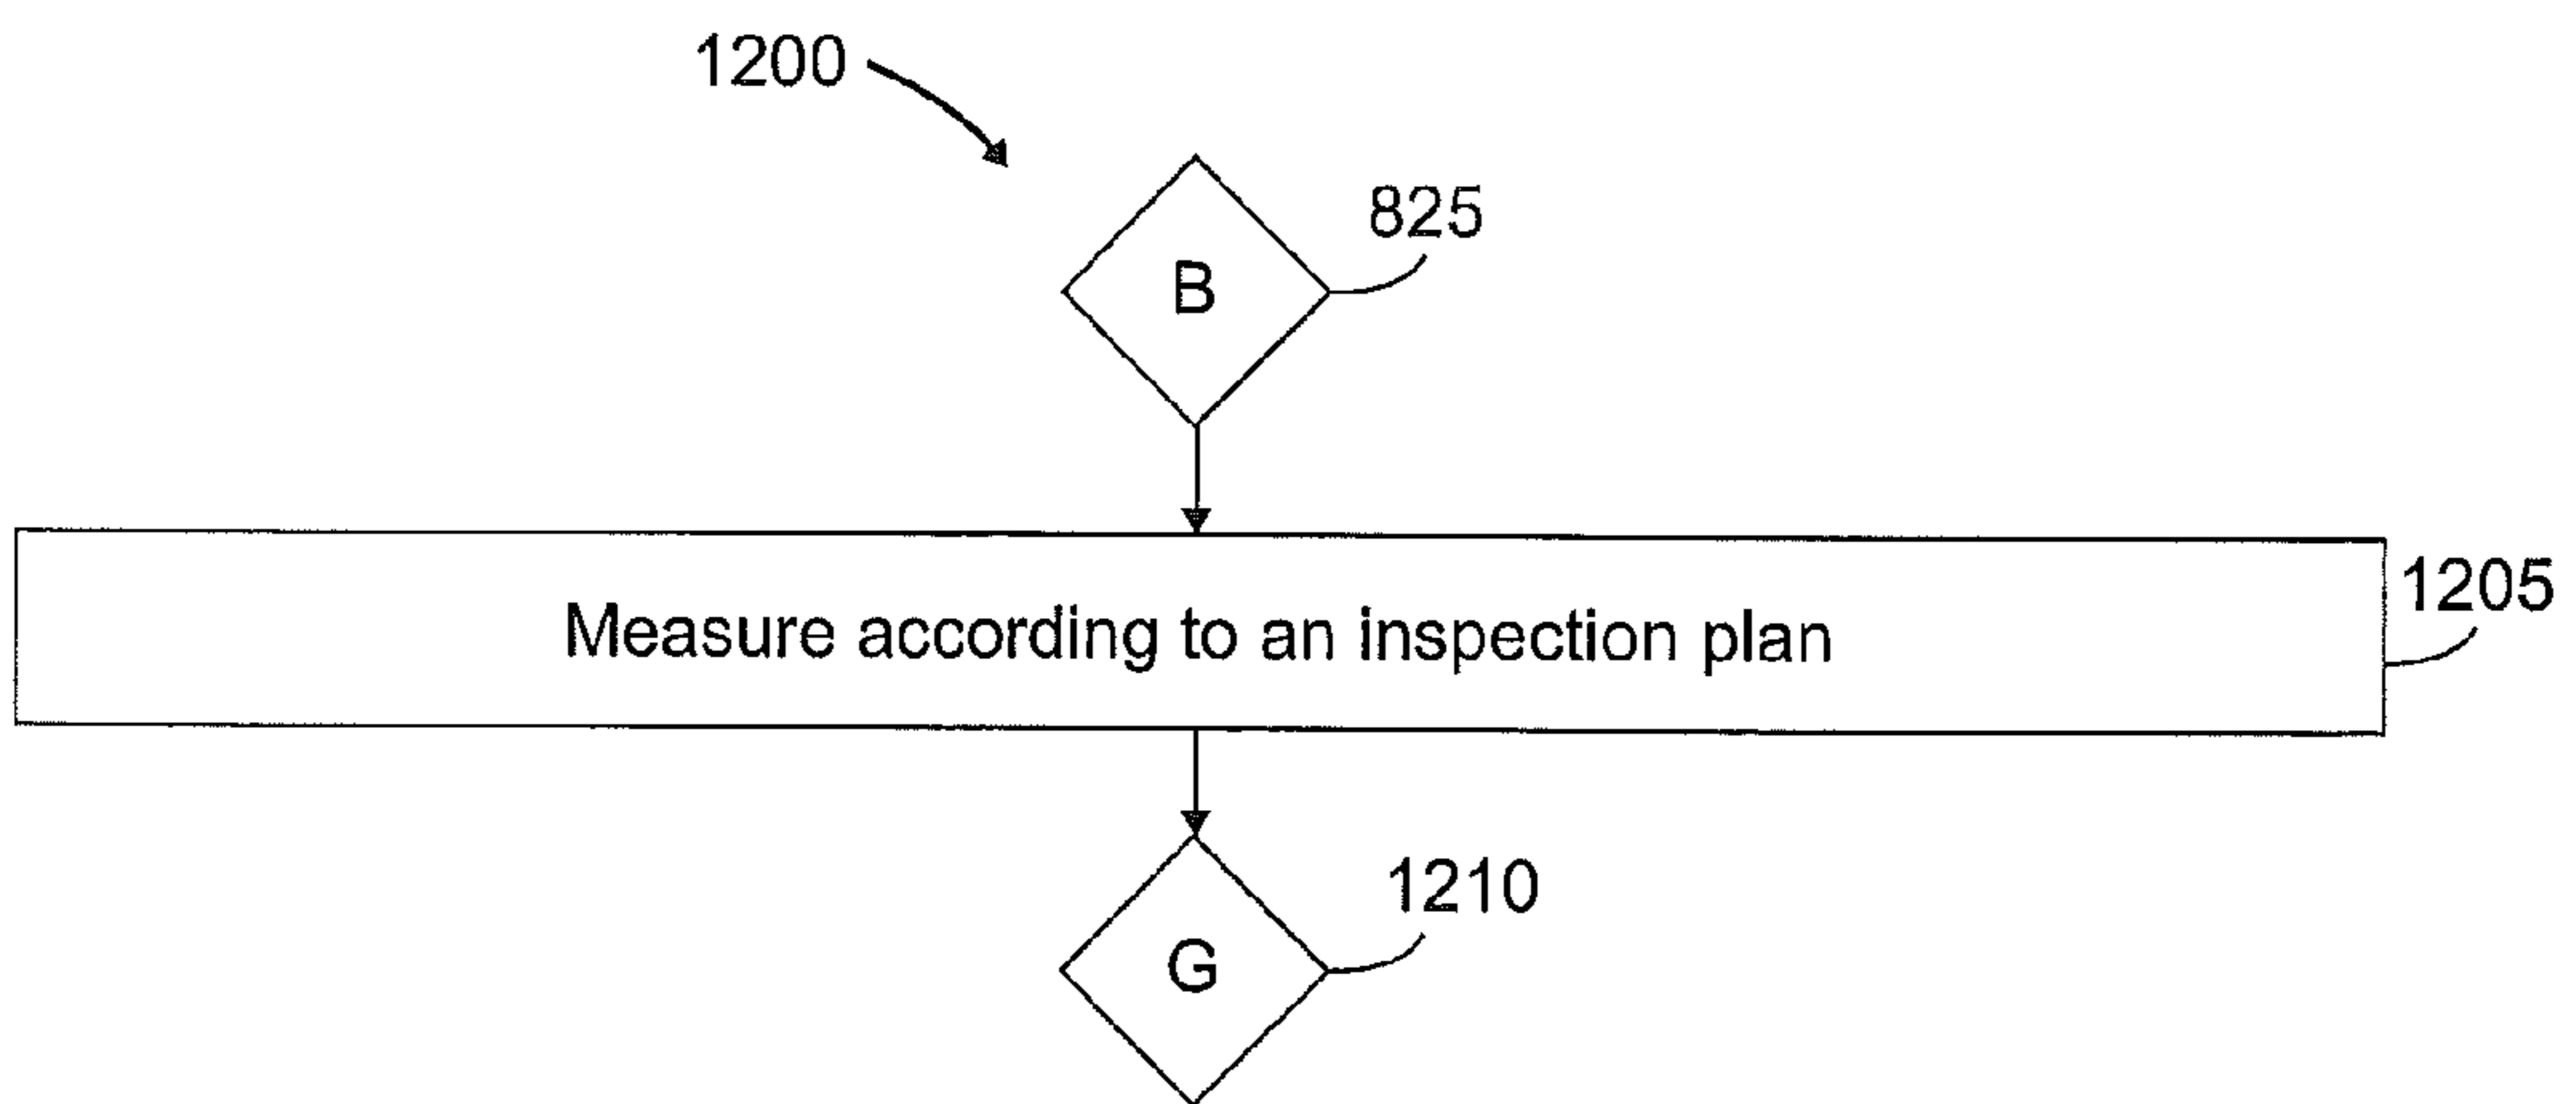 1200
825
B
Measure according to an inspection plan
1205
1210
G